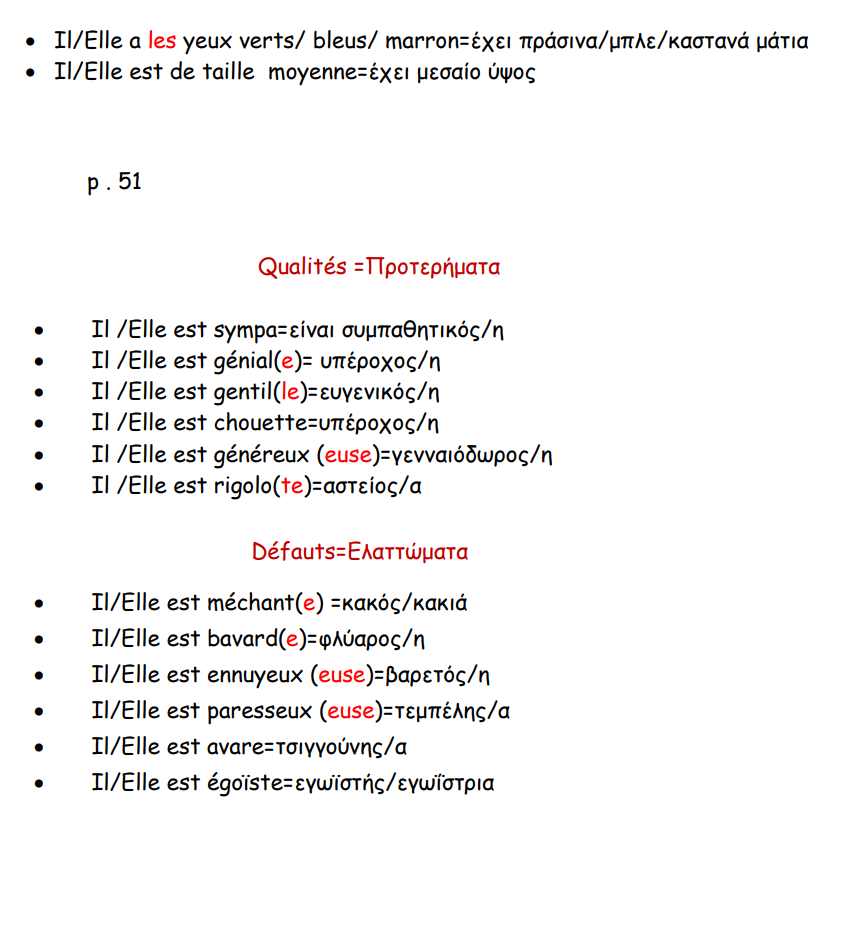 • Il/Elle a les yeux verts/ bleus/ marron=έχει πράσινα/μπλε/καστανά μάτια
• Il/Elle est de taille  moyenne=έχει μεσαίο ύψος
p . 51
Qualités =Προτερήματα
• Il /Elle est sympa=είναι συμπαθητικός/η
• Il /Elle est génial(e)= υπέροχος/η
• Il /Elle est gentil(le)=ευγενικός/η
• Il /Elle est chouette=υπέροχος/η
• Il /Elle est généreux (euse)=γενναιόδωρος/η
• Il /Elle est rigolo(te)=αστείος/α
Défauts=Ελαττώματα
• Il/Elle est méchant(e) =κακός/κακιά
• Il/Elle est bavard(e)=φλύαρος/η
• Il/Elle est ennuyeux (euse)=βαρετός/η
• Il/Elle est paresseux (euse)=τεμπέλης/α
• Il/Elle est avare=τσιγγούνης/α
• Il/Elle est égoïste=εγωϊστής/εγωΐστρια